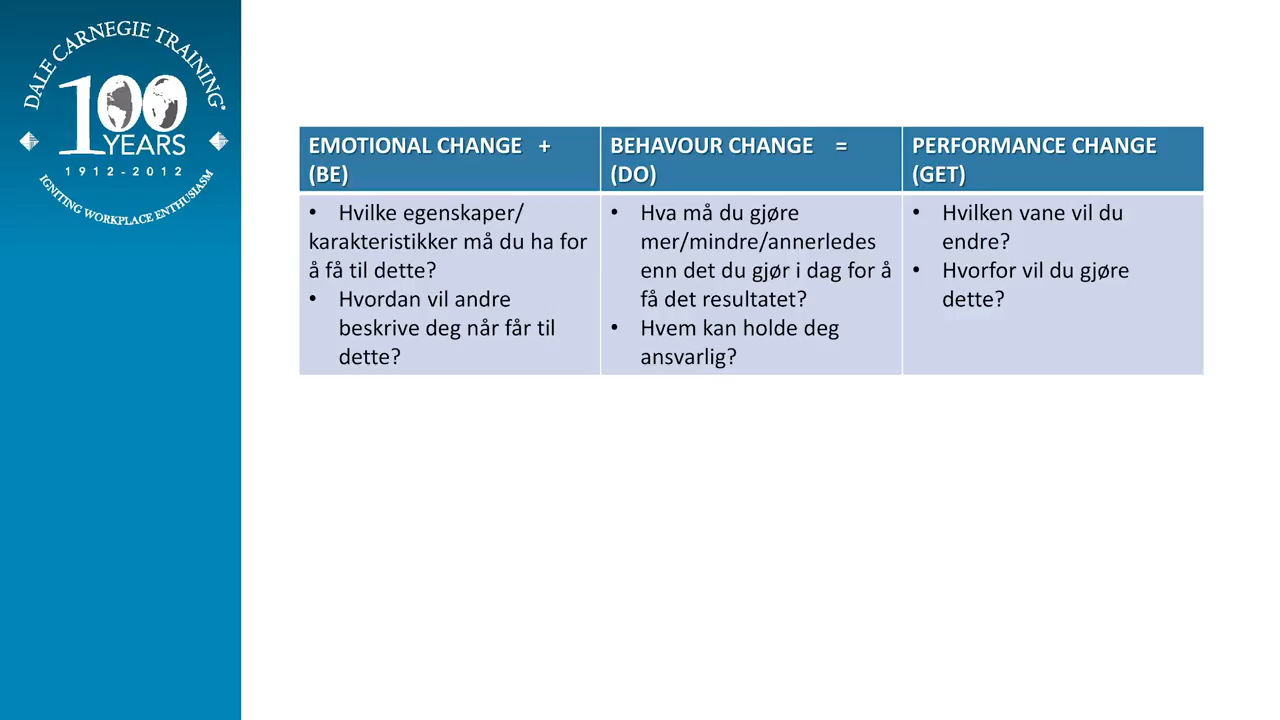 DALE CARNEGIE TRAINING®
100
YEARS
1912-2012
IGNITING WORKPLACE ENTHUSIASM
EMOTIONAL CHANGE +
(BE)
• Hvilke egenskaper/
karakteristikker må du ha for
å få til dette?
• Hvordan vil andre
beskrive deg når får til
dette?
BEHAVOUR CHANGE =
(DO)
• Hva må du gjøre
mer/mindre/annerledes
enn det du gjør i dag for å
få det resultatet?
• Hvem kan holde deg
ansvarlig?
PERFORMANCE CHANGE
(GET)
• Hvilken vane vil du
endre?
• Hvorfor vil du gjøre
dette?